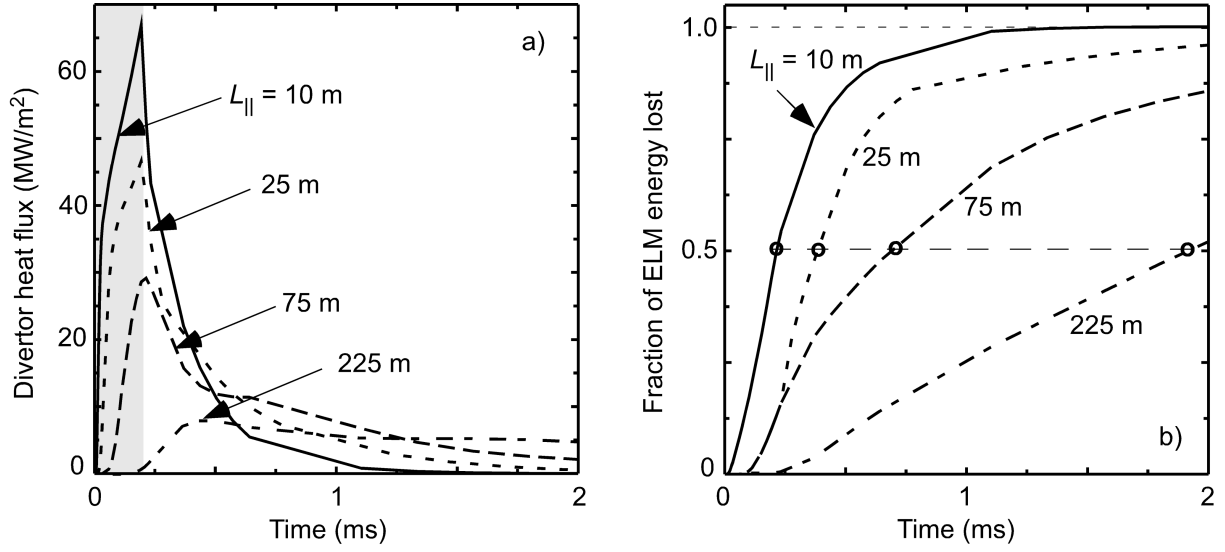 a)
L|| = 10 m
25 m
75 m
225 m
Divertor heat flux (MW/m²)
60
40
20
0
0
1
2
Time (ms)
b)
L|| = 10 m
25 m
75 m
225 m
Fraction of ELM energy lost
1.0
0.5
0
0
1
2
Time (ms)